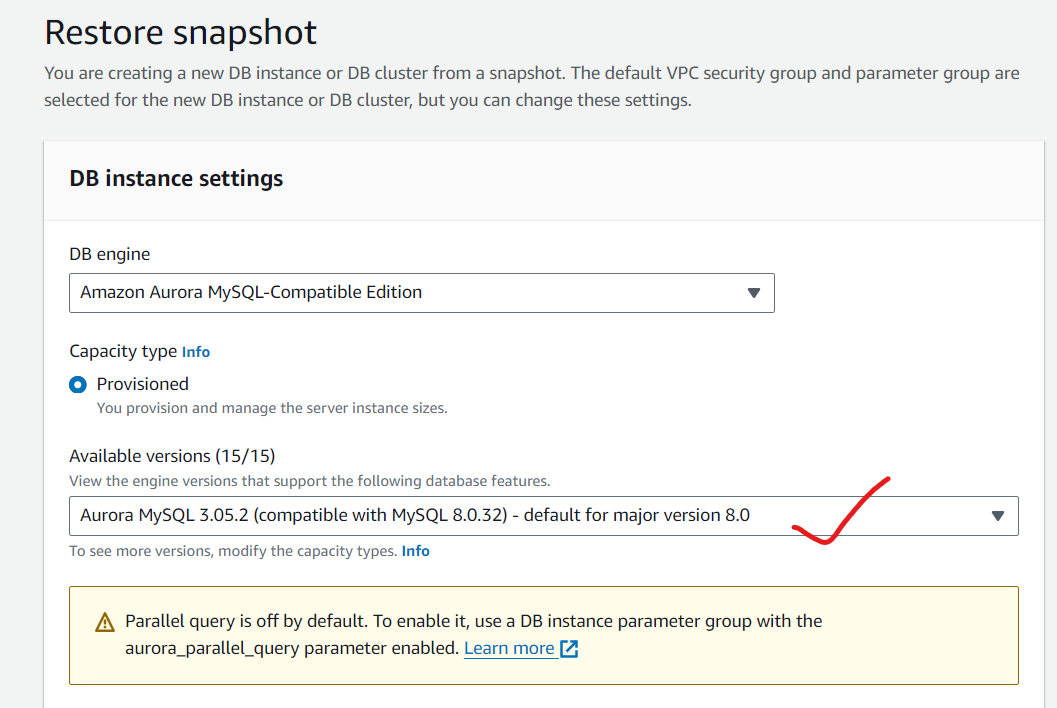 Restore snapshot
You are creating a new DB instance or DB cluster from a snapshot. The default VPC security group and parameter group are
selected for the new DB instance or DB cluster, but you can change these settings.
DB instance settings
DB engine
Amazon Aurora MySQL-Compatible Edition
Capacity type Info
Provisioned
You provision and manage the server instance sizes.
Available versions (15/15)
View the engine versions that support the following database features.
Aurora MySQL 3.05.2 (compatible with MySQL 8.0.32) - default for major version 8.0
To see more versions, modify the capacity types. Info
Parallel query is off by default. To enable it, use a DB instance parameter group with the
aurora_parallel_query parameter enabled. Learn more